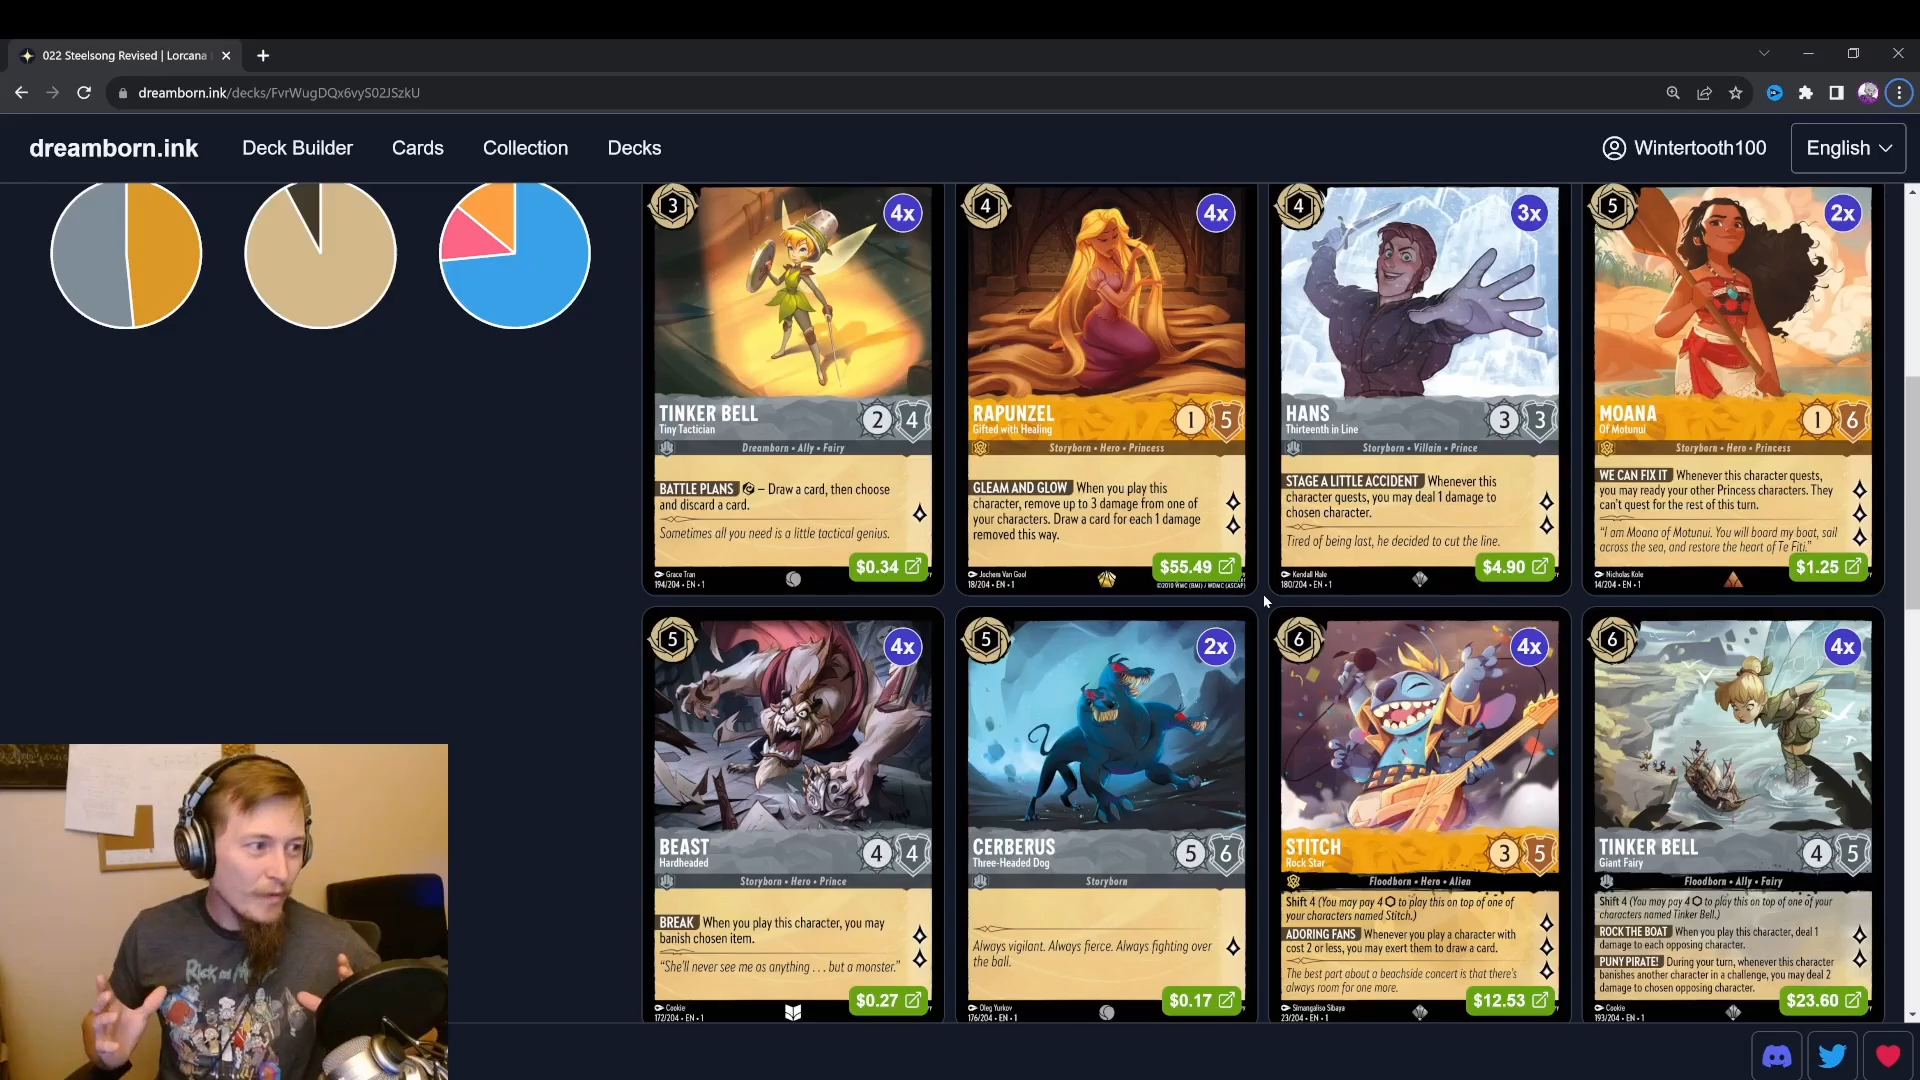 022 Steelsong Revised | Lorcana
dreamborn.ink/decks/FvrWugDQx6vyS02JSzkU
dreamborn.ink
Deck Builder
Cards
Collection
Decks
Wintertooth100
English
3
4x
4
4x
4
3x
5
2x
TINKER BELL
Tiny Tactician
2
4
Dreamborn • Ally • Fairy
BATTLE PLANS – Draw a card, then choose
and discard a card.
Sometimes all you need is a little tactical genius.
Grace Tran
194/204 • EN • 1
$0.34
RAPUNZEL
Gifted with Healing
1
5
Storyborn • Hero • Princess
GLEAM AND GLOW When you play this
character, remove up to 3 damage from one of
your characters. Draw a card for each 1 damage
removed this way.
Jochem Van Gool
18/204 • EN • 1
$55.49
HANS
Thirteenth in Line
3
3
Storyborn • Villain • Prince
STAGE A LITTLE ACCIDENT Whenever this
character quests, you may deal 1 damage to
chosen character.
Tired of being last, he decided to cut the line.
Kendall Hale
180/204 • EN • 1
$4.90
MOANA
Of Motunui
1
6
Storyborn • Hero • Princess
WE CAN FIX IT Whenever this character quests,
you may ready your other Princess characters. They
can't quest for the rest of this turn.
"I am Moana of Motunui. You will board my boat, sail
across the sea, and restore the heart of Te Fiti."
Nicholas Kole
14/204 • EN • 1
$1.25
5
4x
5
2x
6
4x
6
4x
BEAST
Hardheaded
4
4
Storyborn • Hero • Prince
BREAK When you play this character, you may
banish chosen item.
"She'll never see me as anything . . . but a monster."
Cookie
172/204 • EN • 1
$0.27
CERBERUS
Three-Headed Dog
5
6
Storyborn
Always vigilant. Always fierce. Always fighting over
the ball.
Oleg Yurkov
176/204 • EN • 1
$0.17
STITCH
Rock Star
3
5
Floodborn • Hero • Alien
Shift 4 (You may pay 4 to play this on top of one of
your characters named Stitch.)
ADORING FANS Whenever you play a character with
cost 2 or less, you may exert them to draw a card.
The best part about a beachside concert is that there's
always room for one more.
Simangaliso Sibaya
23/204 • EN • 1
$12.53
TINKER BELL
Giant Fairy
4
5
Floodborn • Ally • Fairy
Shift 4 (You may pay 4 to play this on top of one of your
characters named Tinker Bell.)
ROCK THE BOAT When you play this character, deal 1
damage to each opposing character.
PUNY PIRATE! During your turn, whenever this character
banishes another character in a challenge, you may deal 2
damage to chosen opposing character.
Cookie
193/204 • EN • 1
$23.60